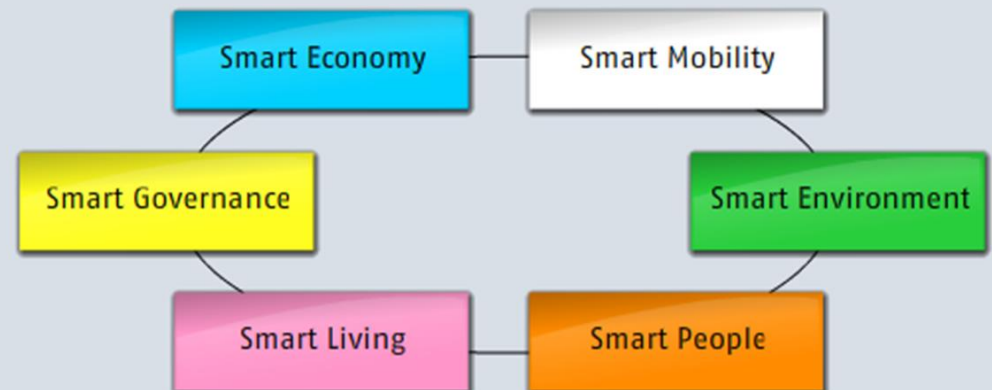 Smart Economy
Smart Mobility
Smart Governance
Smart Environment
Smart Living
Smart People